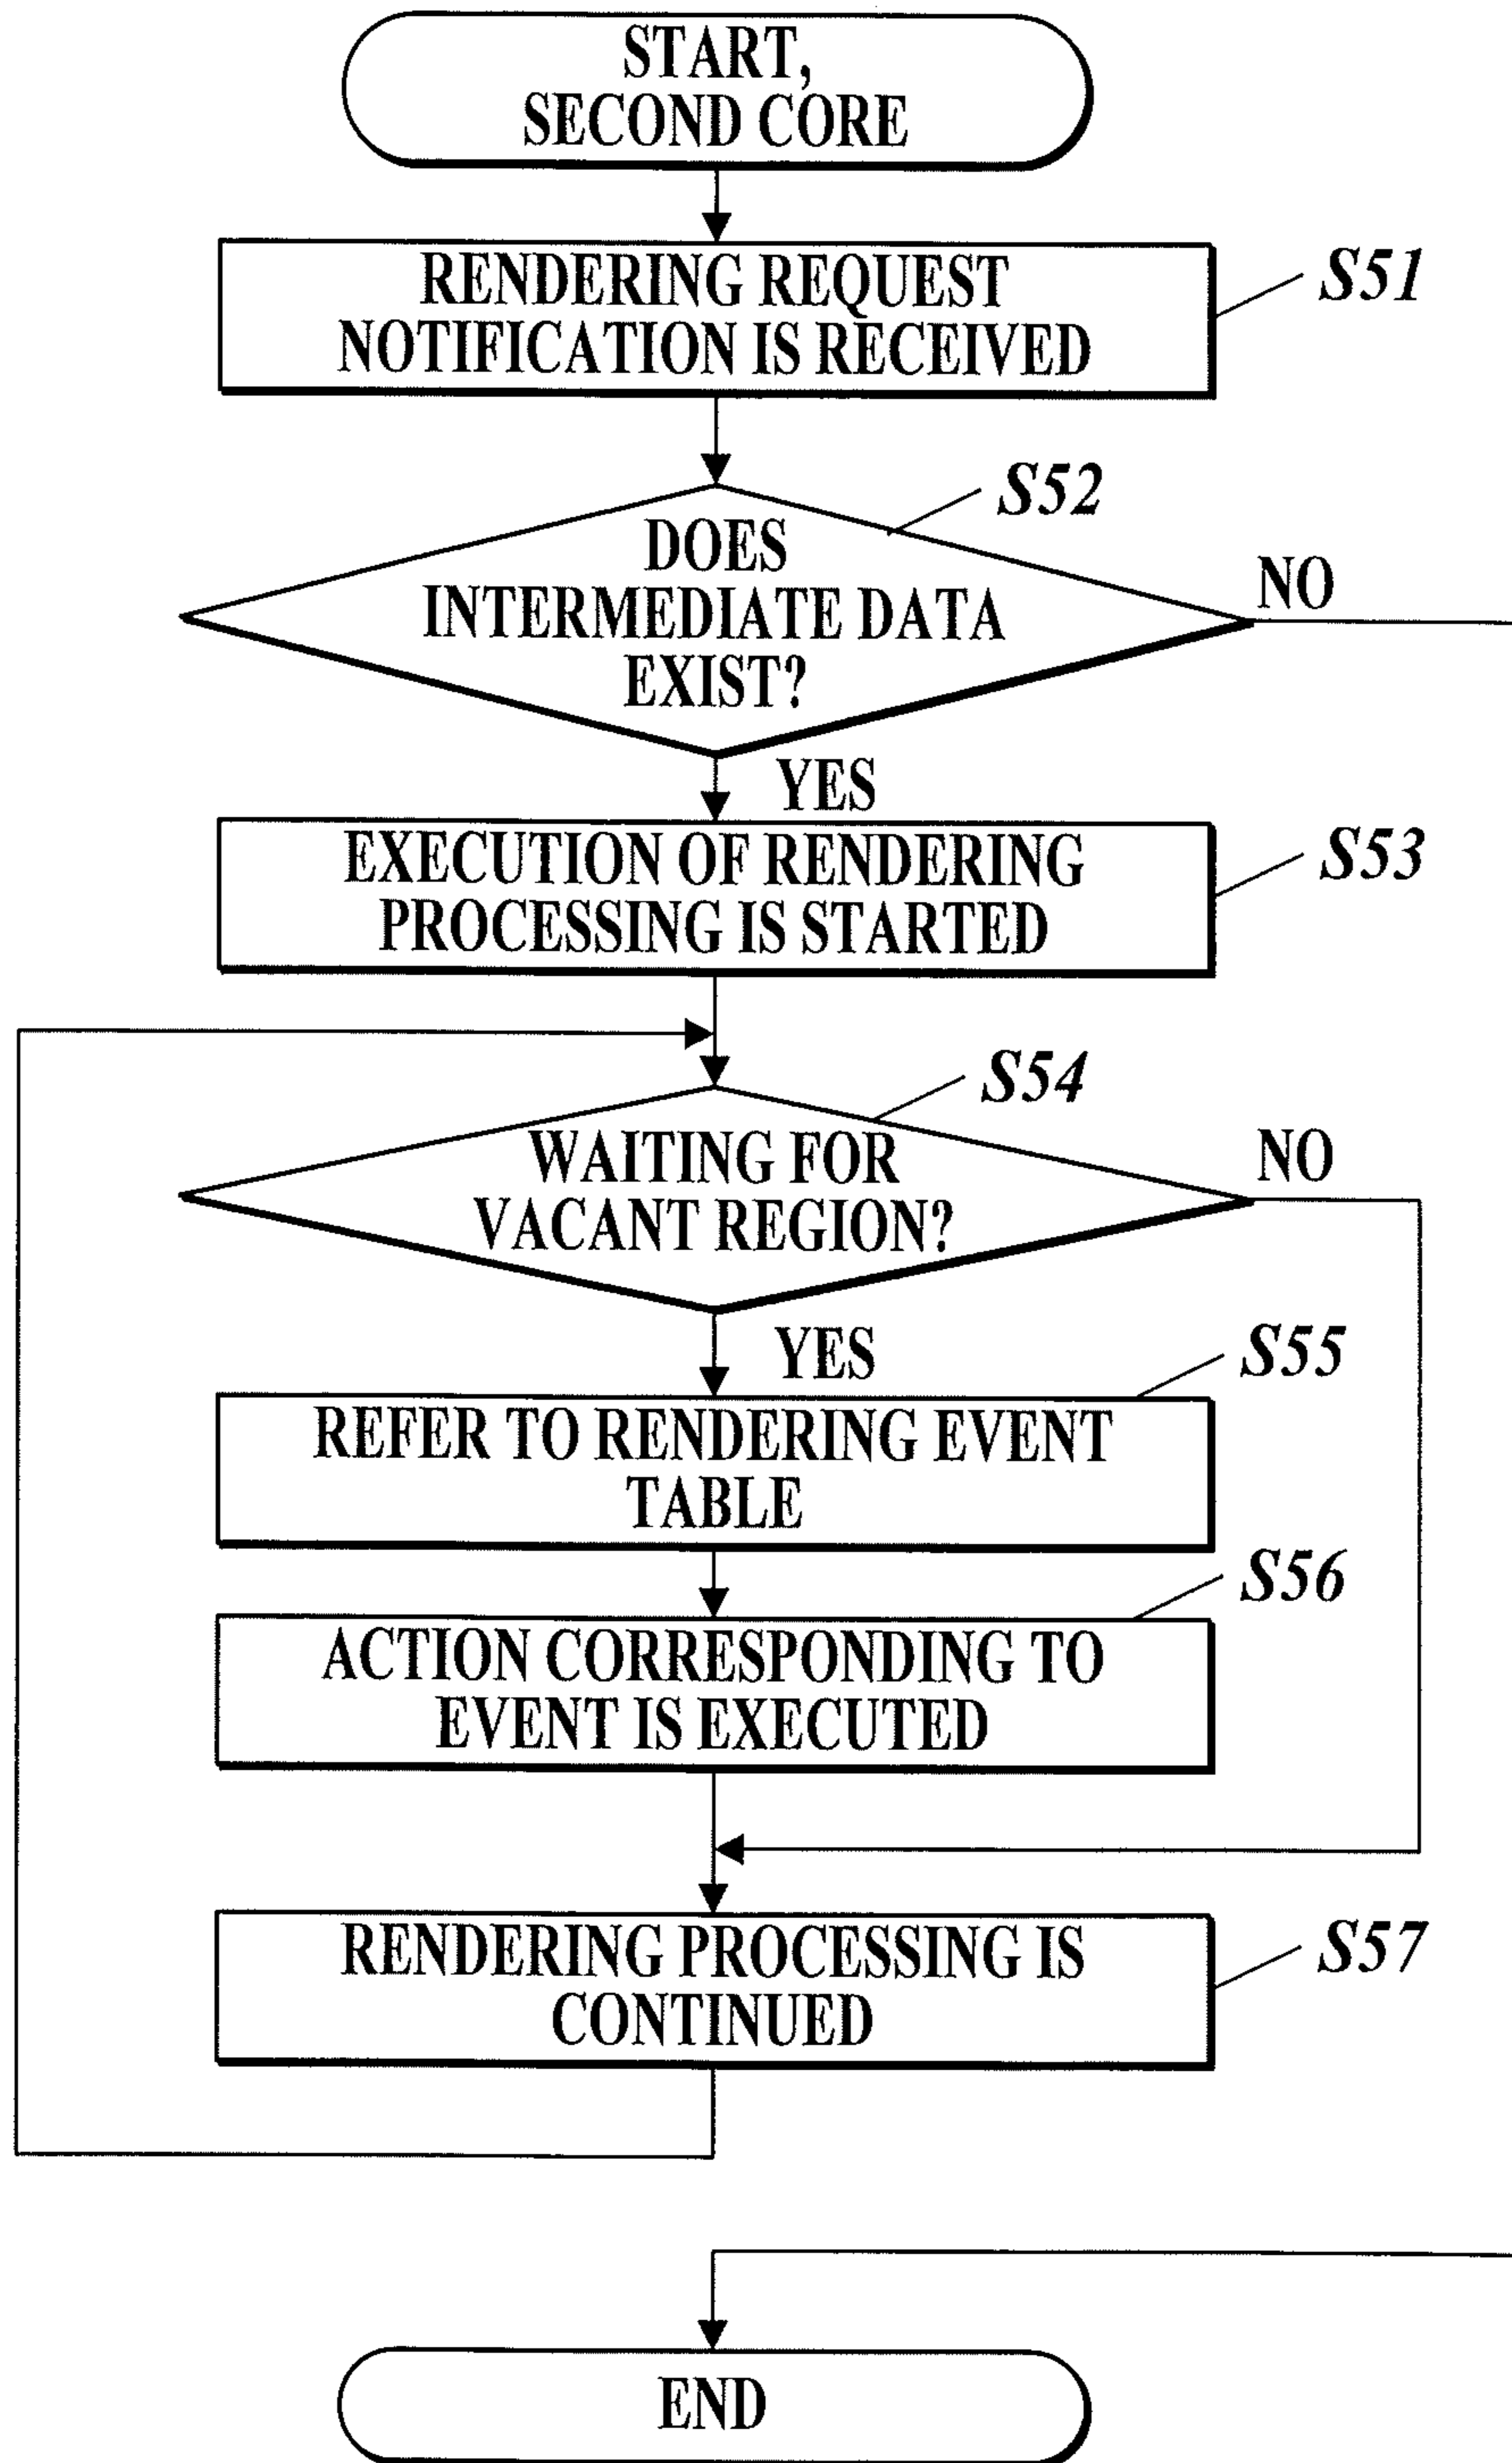 START,
SECOND CORE
RENDERING REQUEST
NOTIFICATION IS RECEIVED
S51
S52
DOES
INTERMEDIATE DATA
EXIST?
NO
YES
EXECUTION OF RENDERING
PROCESSING IS STARTED
S53
S54
WAITING FOR
VACANT REGION?
NO
YES
S55
REFER TO RENDERING EVENT
TABLE
S56
ACTION CORRESPONDING TO
EVENT IS EXECUTED
RENDERING PROCESSING IS
CONTINUED
S57
END